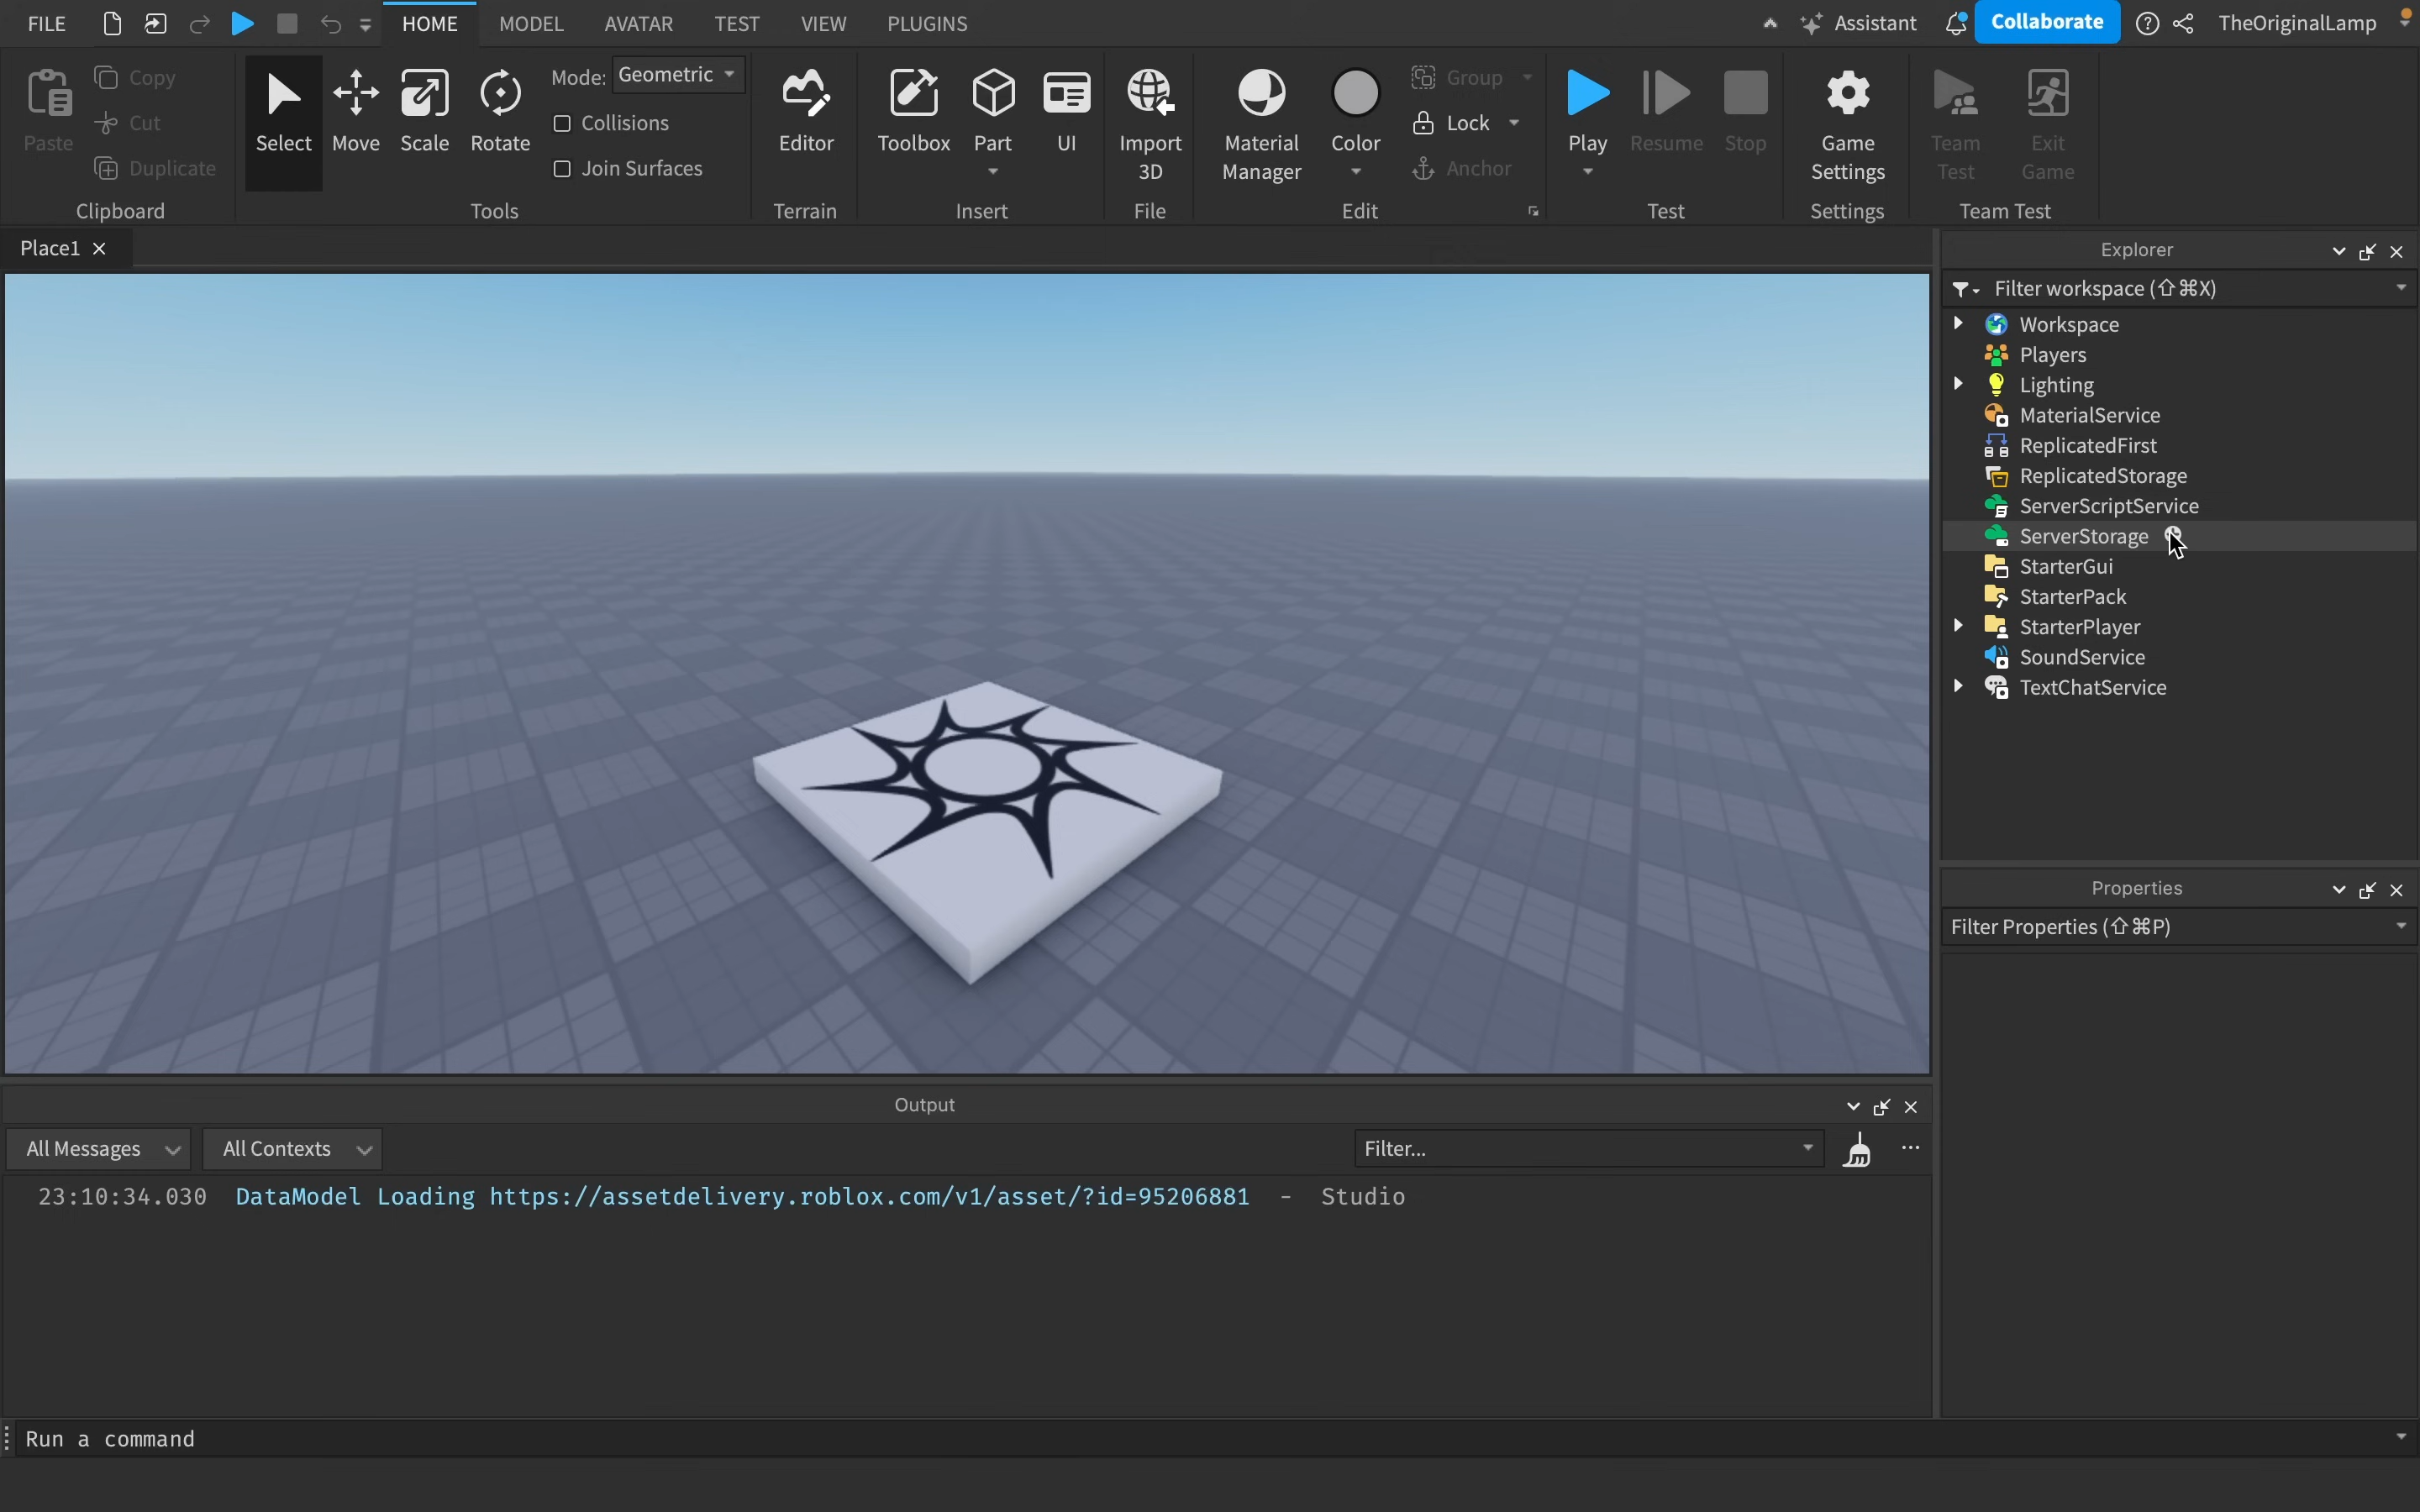 FILE HOME MODEL AVATAR TEST VIEW PLUGINS Assistant Collaborate TheOriginalLamp
Paste Copy Cut Duplicate
Clipboard
Select Move Scale Rotate
Mode: Geometric
Collisions
Join Surfaces
Tools
Editor
Terrain
Toolbox Part UI
Insert
Import 3D
File
Material Manager Color
Group
Lock
Anchor
Edit
Play Resume Stop
Test
Game Settings
Settings
Team Test
Exit Game
Team Test
Place1
Explorer
Filter workspace (⇧⌘X)
Workspace
Players
Lighting
MaterialService
ReplicatedFirst
ReplicatedStorage
ServerScriptService
ServerStorage
StarterGui
StarterPack
StarterPlayer
SoundService
TextChatService
Properties
Filter Properties (⇧⌘P)
Output
All Messages All Contexts Filter...
23:10:34.030 DataModel Loading https://assetdelivery.roblox.com/v1/asset/?id=95206881 - Studio
Run a command